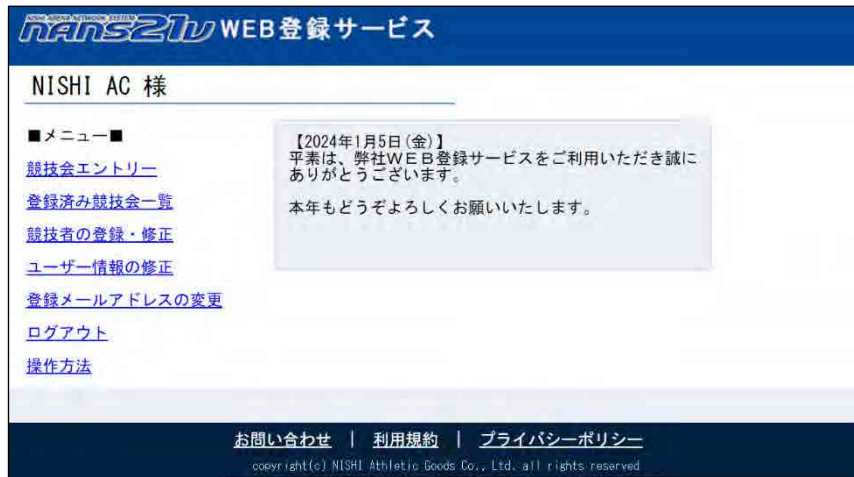 NISHI ARENA NETWORK SYSTEM
NANS21V WEB登録サービス
NISHI AC 様
■メニュー■
競技会エントリー
登録済み競技会一覧
競技者の登録・修正
ユーザー情報の修正
登録メールアドレスの変更
ログアウト
操作方法
【2024年1月5日(金)】
平素は、弊社ＷＥＢ登録サービスをご利用いただき誠に
ありがとうございます。
本年もどうぞよろしくお願いいたします。
お問い合わせ | 利用規約 | プライバシーポリシー
copyright(c) NISHI Athletic Goods Co., Ltd. all rights reserved